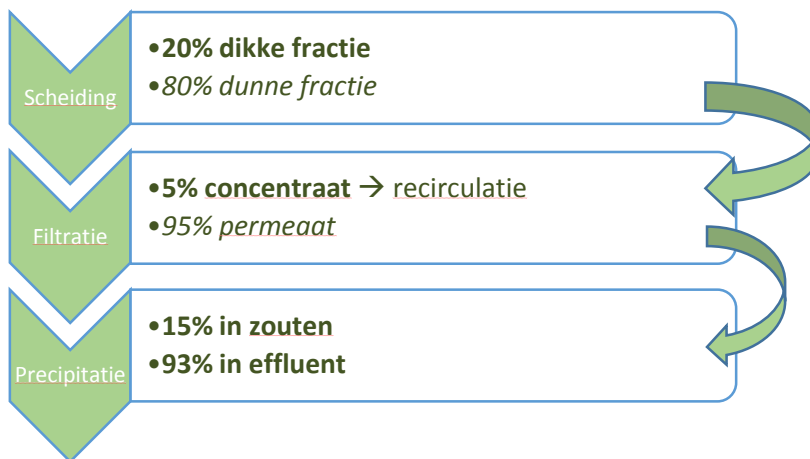 Scheiding
•20% dikke fractie
•80% dunne fractie
Filtratie
•5% concentraat → recirculatie
•95% permeaat
Precipitatie
•15% in zouten
•93% in effluent